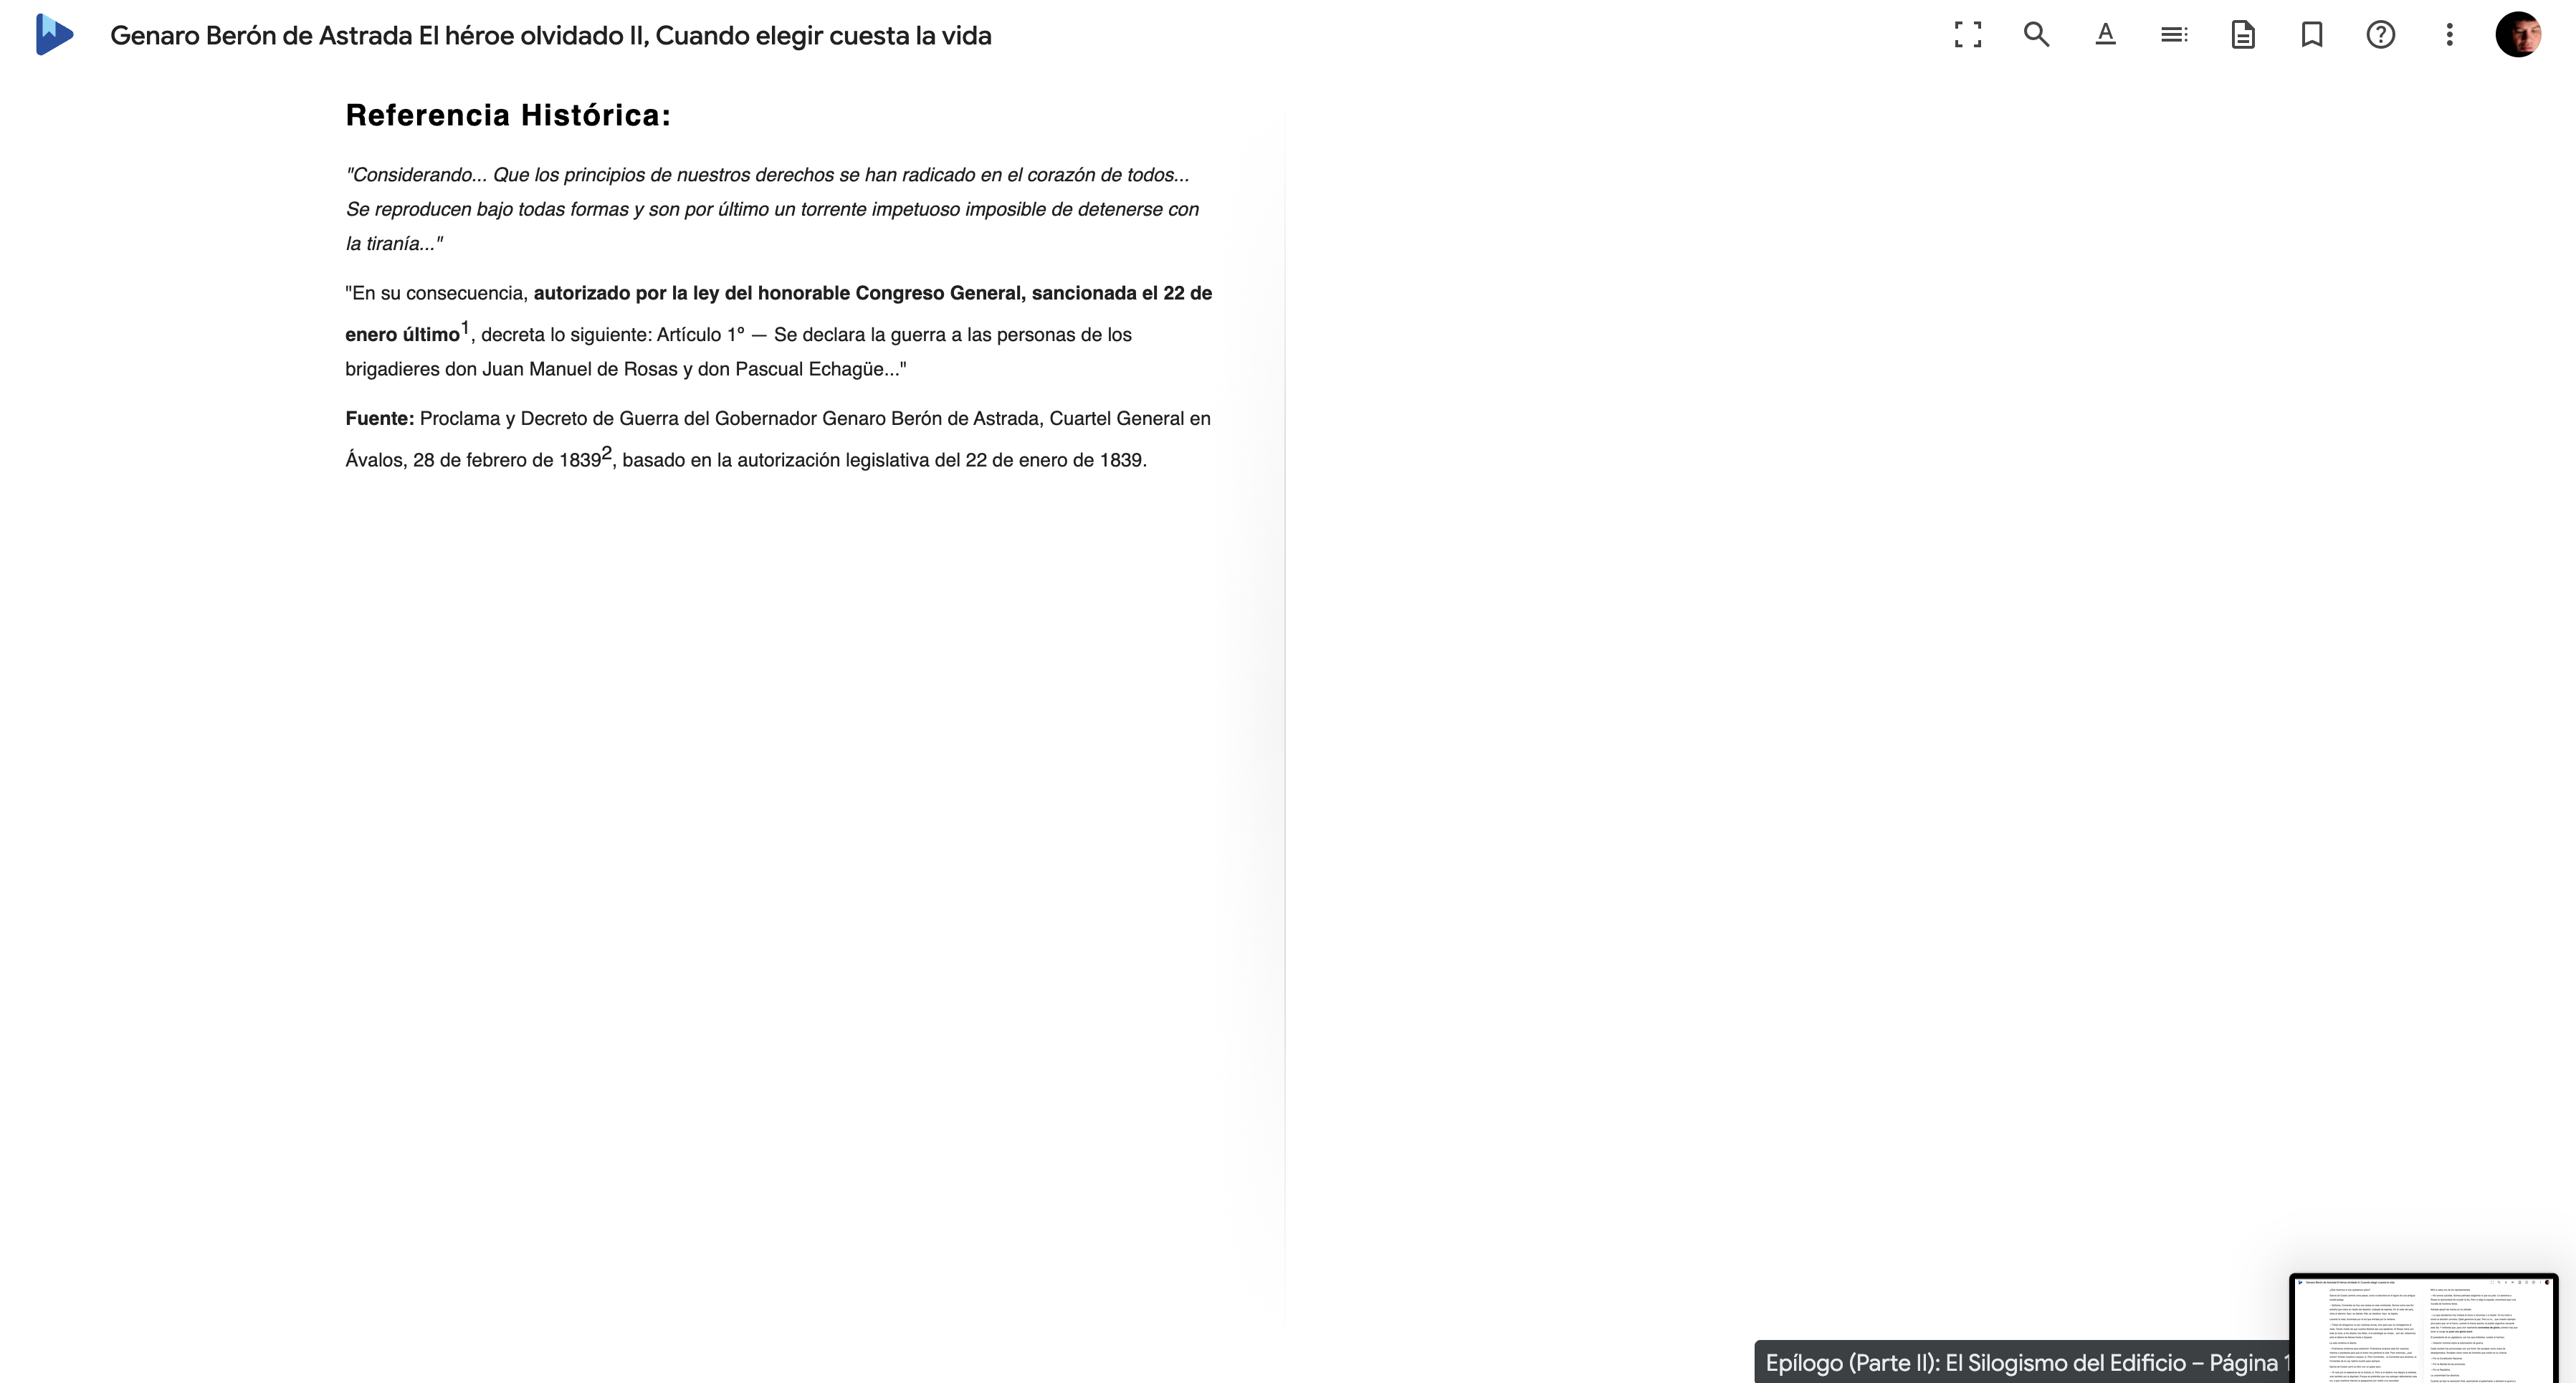 Genaro Berón de Astrada El héroe olvidado II, Cuando elegir cuesta la vida
Referencia Histórica:
"Considerando... Que los principios de nuestros derechos se han radicado en el corazón de todos...
Se reproducen bajo todas formas y son por último un torrente impetuoso imposible de detenerse con
la tiranía..."
"En su consecuencia, autorizado por la ley del honorable Congreso General, sancionada el 22 de
enero último1, decreta lo siguiente: Artículo 1º — Se declara la guerra a las personas de los
brigadieres don Juan Manuel de Rosas y don Pascual Echagüe..."
Fuente: Proclama y Decreto de Guerra del Gobernador Genaro Berón de Astrada, Cuartel General en
Ávalos, 28 de febrero de 18392, basado en la autorización legislativa del 22 de enero de 1839.
Epílogo (Parte II): El Silogismo del Edificio – Página 1